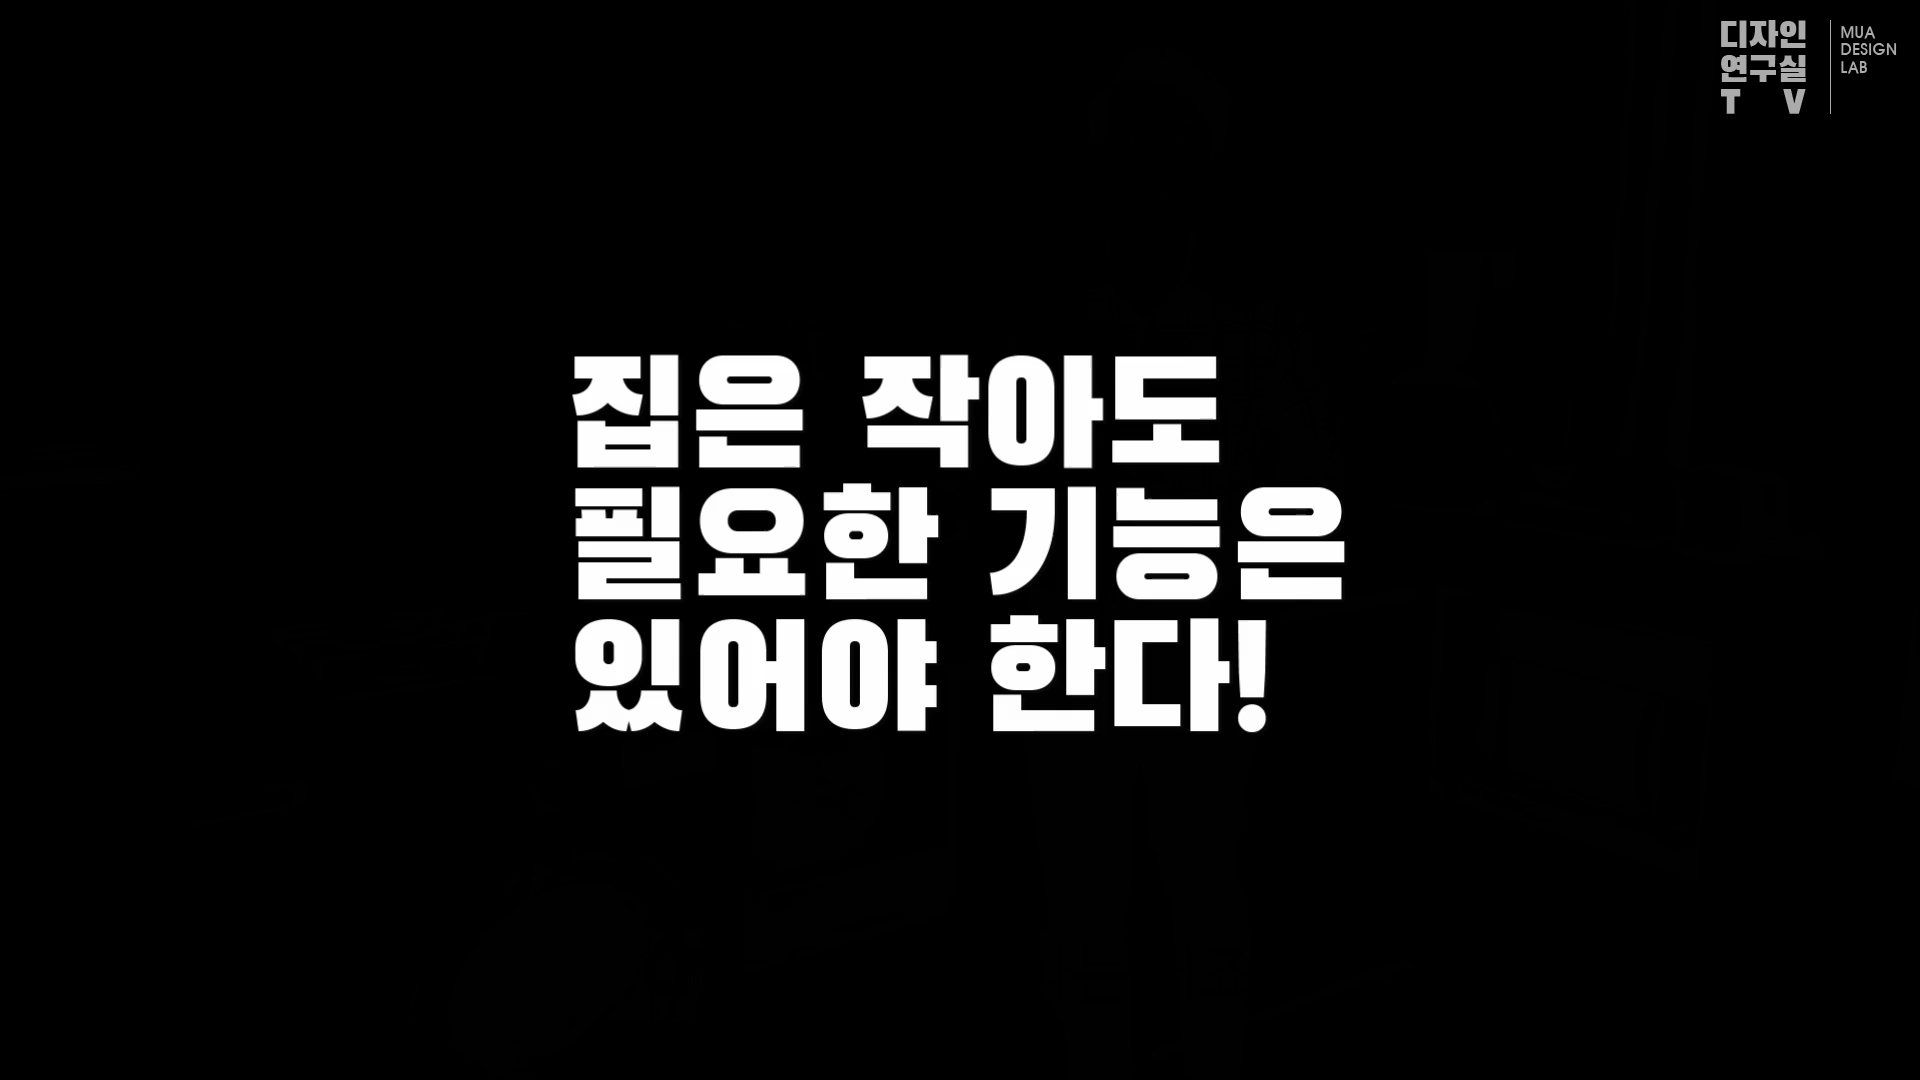 디자인
연구실
T V
MUA
DESIGN
LAB
집은 작아도
필요한 기능은
있어야 한다!